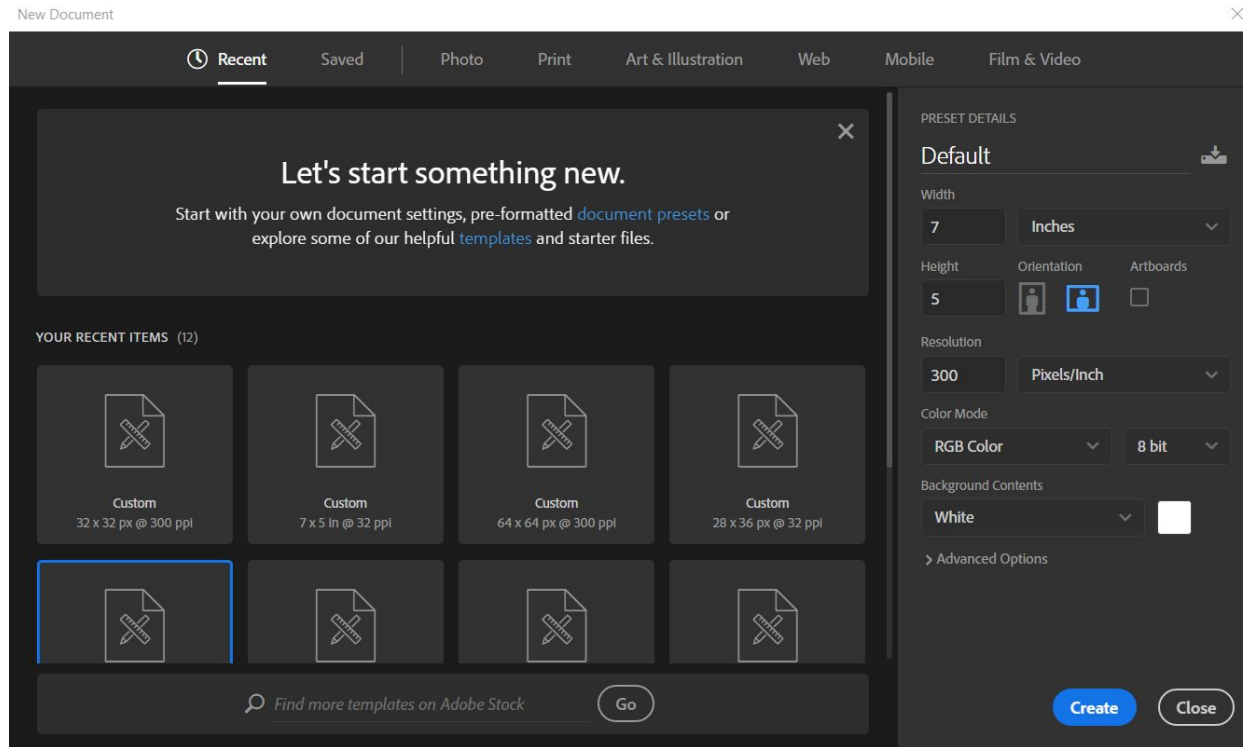 New Document
Recent Saved Photo Print Art & Illustration Web Mobile Film & Video
Let's start something new.
Start with your own document settings, pre-formatted document presets or
explore some of our helpful templates and starter files.
YOUR RECENT ITEMS (12)
Custom
32 x 32 px @ 300 ppi
Custom
7 x 5 in @ 32 ppi
Custom
64 x 64 px @ 300 ppi
Custom
28 x 36 px @ 32 ppi
Find more templates on Adobe Stock
Go
PRESET DETAILS
Default
Width
7 Inches
Height Orientation Artboards
5
Resolution
300 Pixels/Inch
Color Mode
RGB Color 8 bit
Background Contents
White
Advanced Options
Create Close